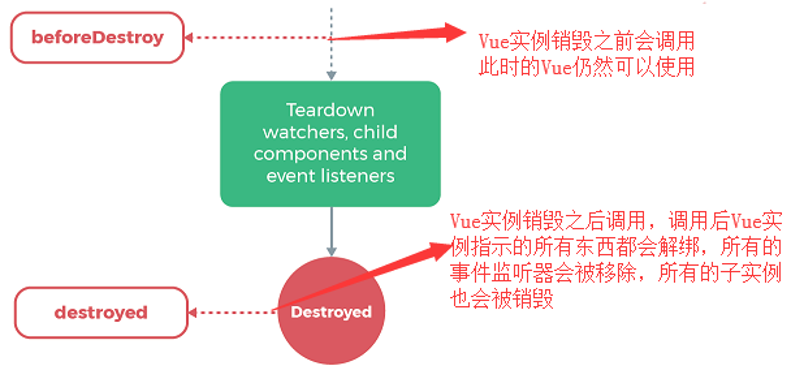 beforeDestroy
Vue实例销毁之前会调用
此时的Vue仍然可以使用
Teardown
watchers, child
components and
event listeners
Vue实例销毁之后调用，调用后Vue实
例指示的所有东西都会解绑，所有的
事件监听器会被移除，所有的子实例
也会被销毁
destroyed
Destroyed